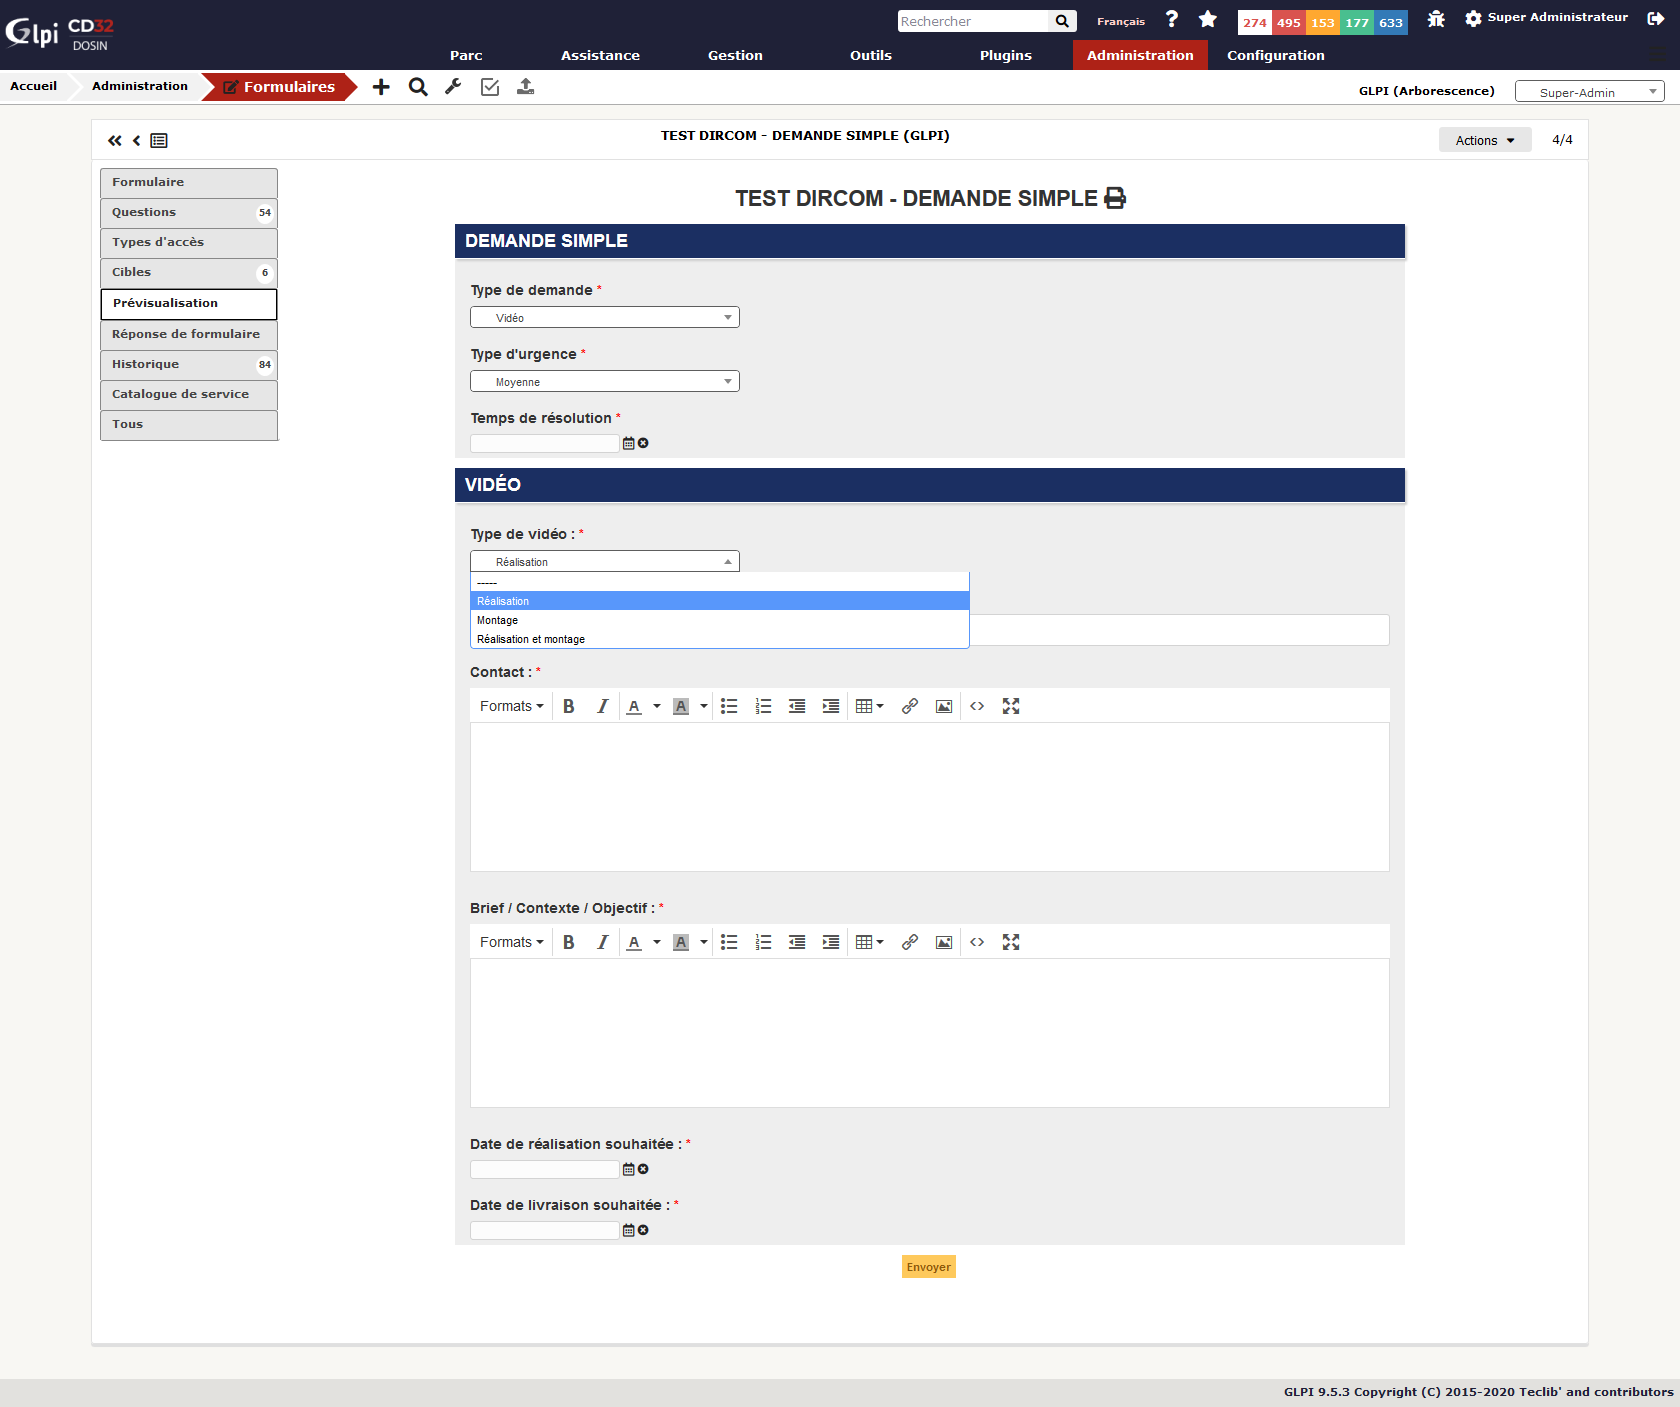 Glpi CD32
DOSIN
Rechercher
Français
274 495 153 177 633
Super Administrateur
Parc Assistance Gestion Outils Plugins Administration Configuration
Accueil Administration Formulaires
GLPI (Arborescence)
Super-Admin
TEST DIRCOM - DEMANDE SIMPLE (GLPI)
Actions
4/4
Formulaire
Questions 54
Types d'accès
Cibles 6
Prévisualisation
Réponse de formulaire
Historique 84
Catalogue de service
Tous
TEST DIRCOM - DEMANDE SIMPLE
DEMANDE SIMPLE
Type de demande *
Vidéo
Type d'urgence *
Moyenne
Temps de résolution *
VIDÉO
Type de vidéo : *
Réalisation
-----
Réalisation
Montage
Réalisation et montage
Contact : *
Formats B I A A
Brief / Contexte / Objectif : *
Formats B I A A
Date de réalisation souhaitée : *
Date de livraison souhaitée : *
Envoyer
GLPI 9.5.3 Copyright (C) 2015-2020 Teclib' and contributors